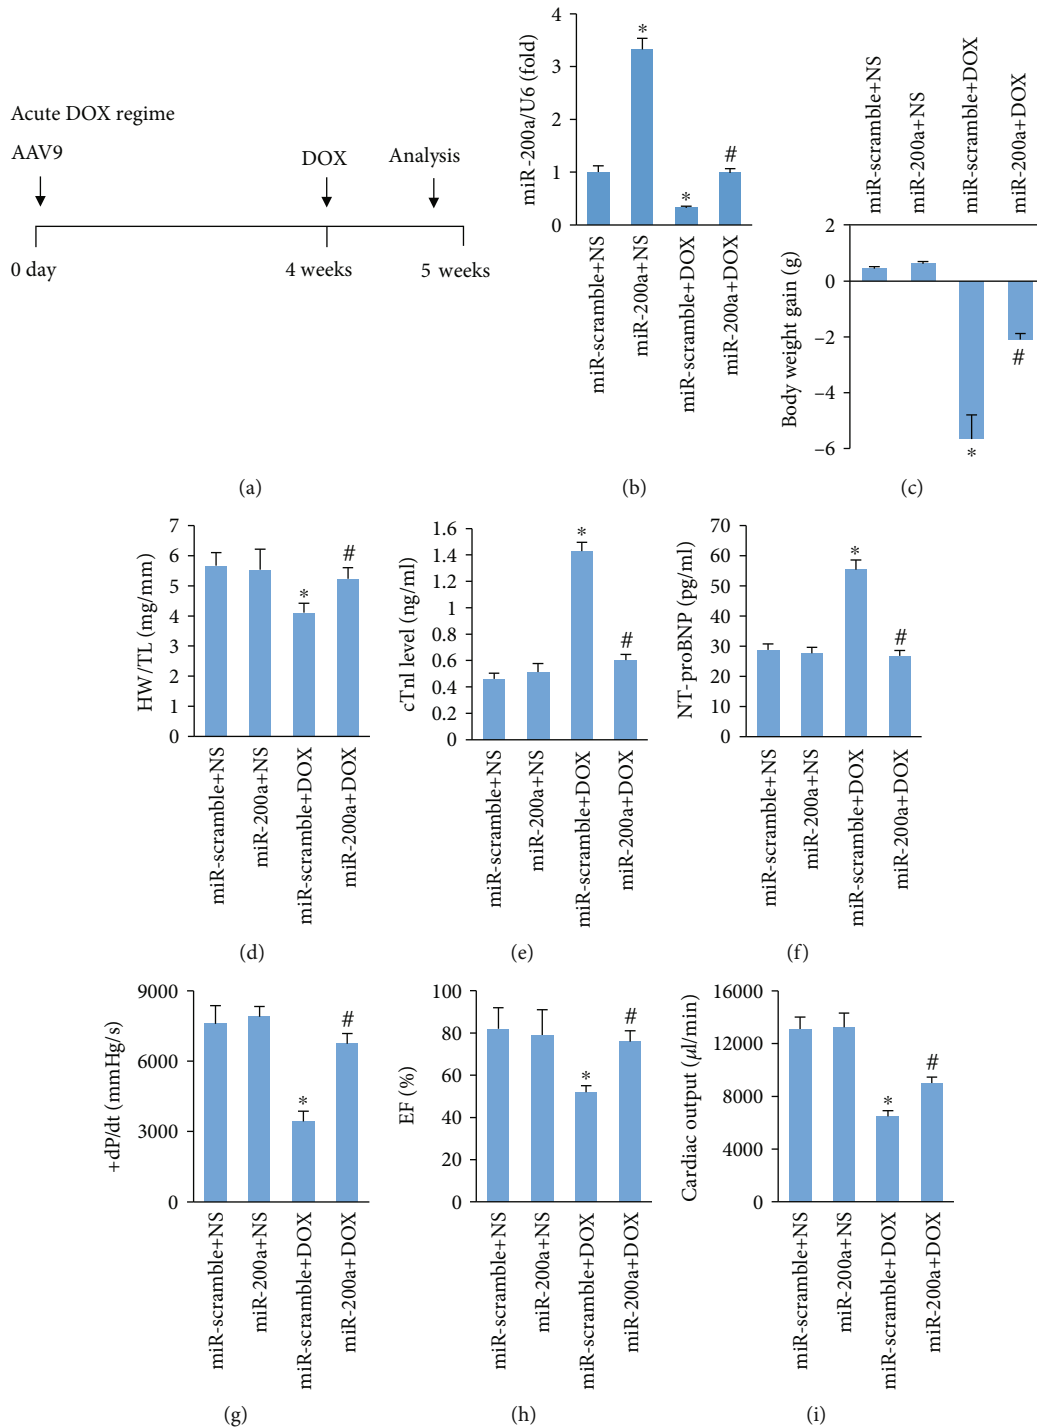 Acute DOX regime
AAV9
DOX
Analysis
0 day
4 weeks
5 weeks
(a)
miR-200a/U6 (fold)
4
3
2
1
0
*
*
#
miR-scramble+NS
miR-200a+NS
miR-scramble+DOX
miR-200a+DOX
(b)
miR-scramble+NS
miR-200a+NS
miR-scramble+DOX
miR-200a+DOX
Body weight gain (g)
2
0
−2
−4
−6
*
#
(c)
HW/TL (mg/mm)
7
6
5
4
3
2
1
0
*
#
miR-scramble+NS
miR-200a+NS
miR-scramble+DOX
miR-200a+DOX
(d)
cTnl level (ng/ml)
1.6
1.4
1.2
1
0.8
0.6
0.4
0.2
0
*
#
miR-scramble+NS
miR-200a+NS
miR-scramble+DOX
miR-200a+DOX
(e)
NT-proBNP (pg/ml)
70
60
50
40
30
20
10
0
*
#
miR-scramble+NS
miR-200a+NS
miR-scramble+DOX
miR-200a+DOX
(f)
+dP/dt (mmHg/s)
9000
6000
3000
0
*
#
miR-scramble+NS
miR-200a+NS
miR-scramble+DOX
miR-200a+DOX
(g)
EF (%)
100
80
60
40
20
0
*
#
miR-scramble+NS
miR-200a+NS
miR-scramble+DOX
miR-200a+DOX
(h)
Cardiac output (μl/min)
16000
12000
8000
4000
0
*
#
miR-scramble+NS
miR-200a+NS
miR-scramble+DOX
miR-200a+DOX
(i)